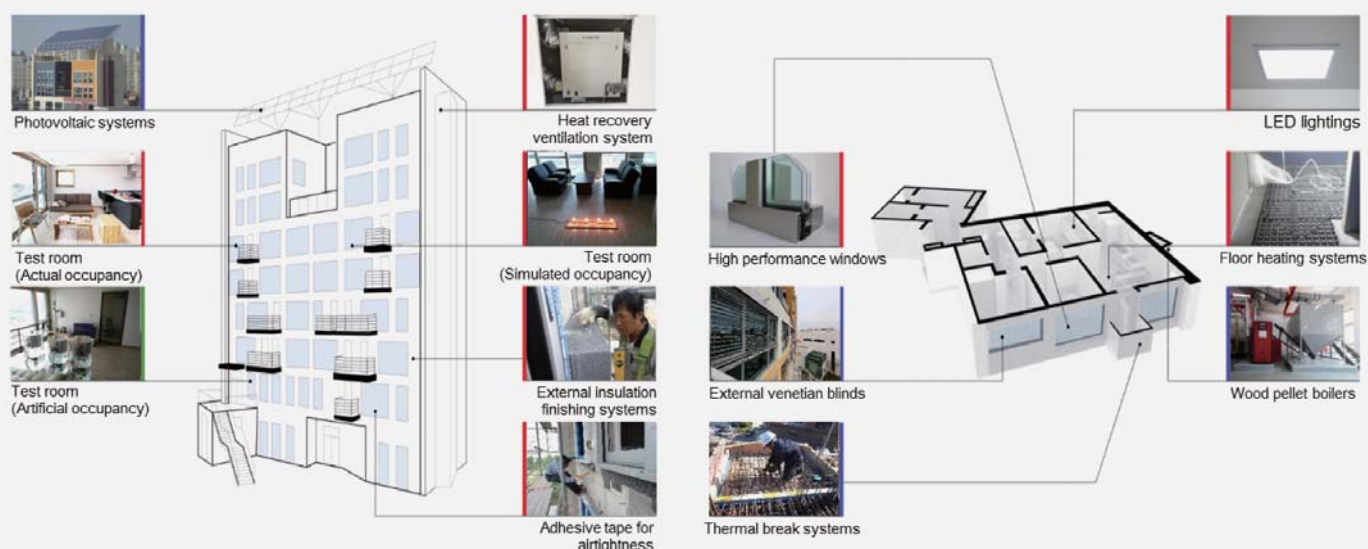 Photovoltaic systems
Heat recovery
ventilation system
Test room
(Actual occupancy)
Test room
(Simulated occupancy)
Test room
(Artificial occupancy)
External insulation
finishing systems
Adhesive tape for
airtightness
LED lightings
High performance windows
Floor heating systems
External venetian blinds
Wood pellet boilers
Thermal break systems